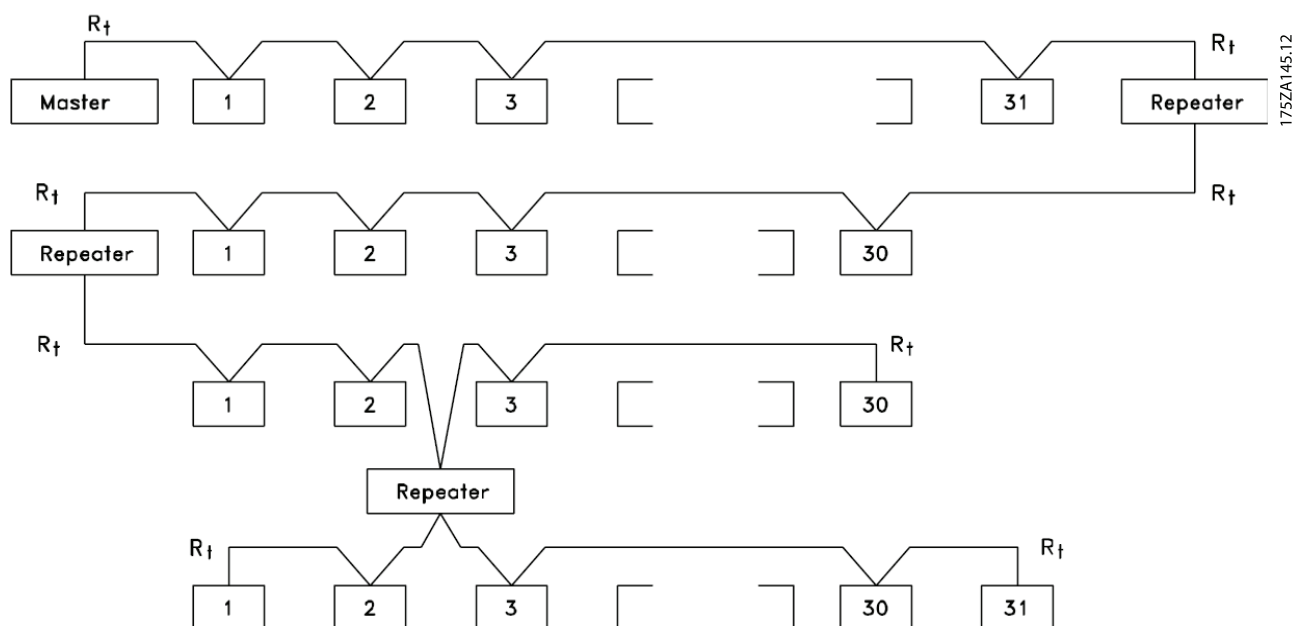 Rt Rt
Master 1 2 3 31 Repeater
175ZA145.12
Rt Rt
Repeater 1 2 3 30
Rt Rt
1 2 3 30
Repeater
Rt Rt
1 2 3 30 31